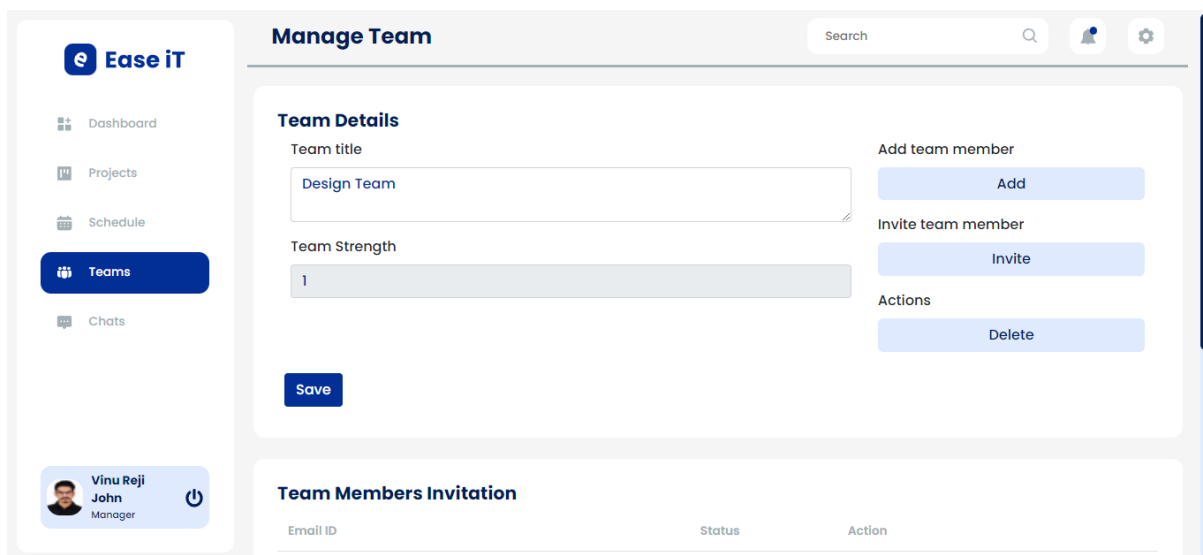 Ease iT
Dashboard
Projects
Schedule
Teams
Chats
Vinu Reji
John
Manager
Manage Team
Search
Team Details
Team title
Design Team
Team Strength
1
Save
Add team member
Add
Invite team member
Invite
Actions
Delete
Team Members Invitation
Email ID Status Action